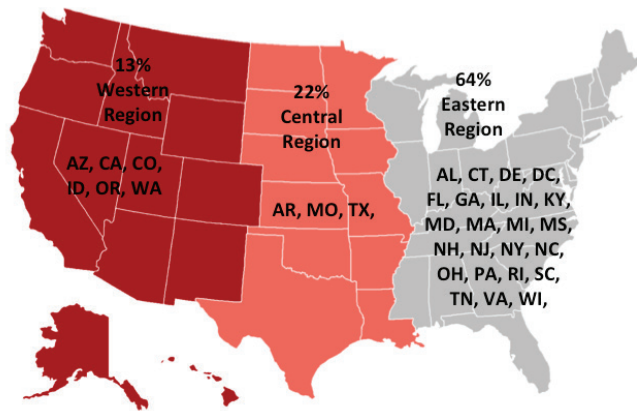 13%
Western
Region
AZ, CA, CO,
ID, OR, WA
22%
Central
Region
AR, MO, TX,
64%
Eastern
Region
AL, CT, DE, DC,
FL, GA, IL, IN, KY,
MD, MA, MI, MS,
NH, NJ, NY, NC,
OH, PA, RI, SC,
TN, VA, WI,